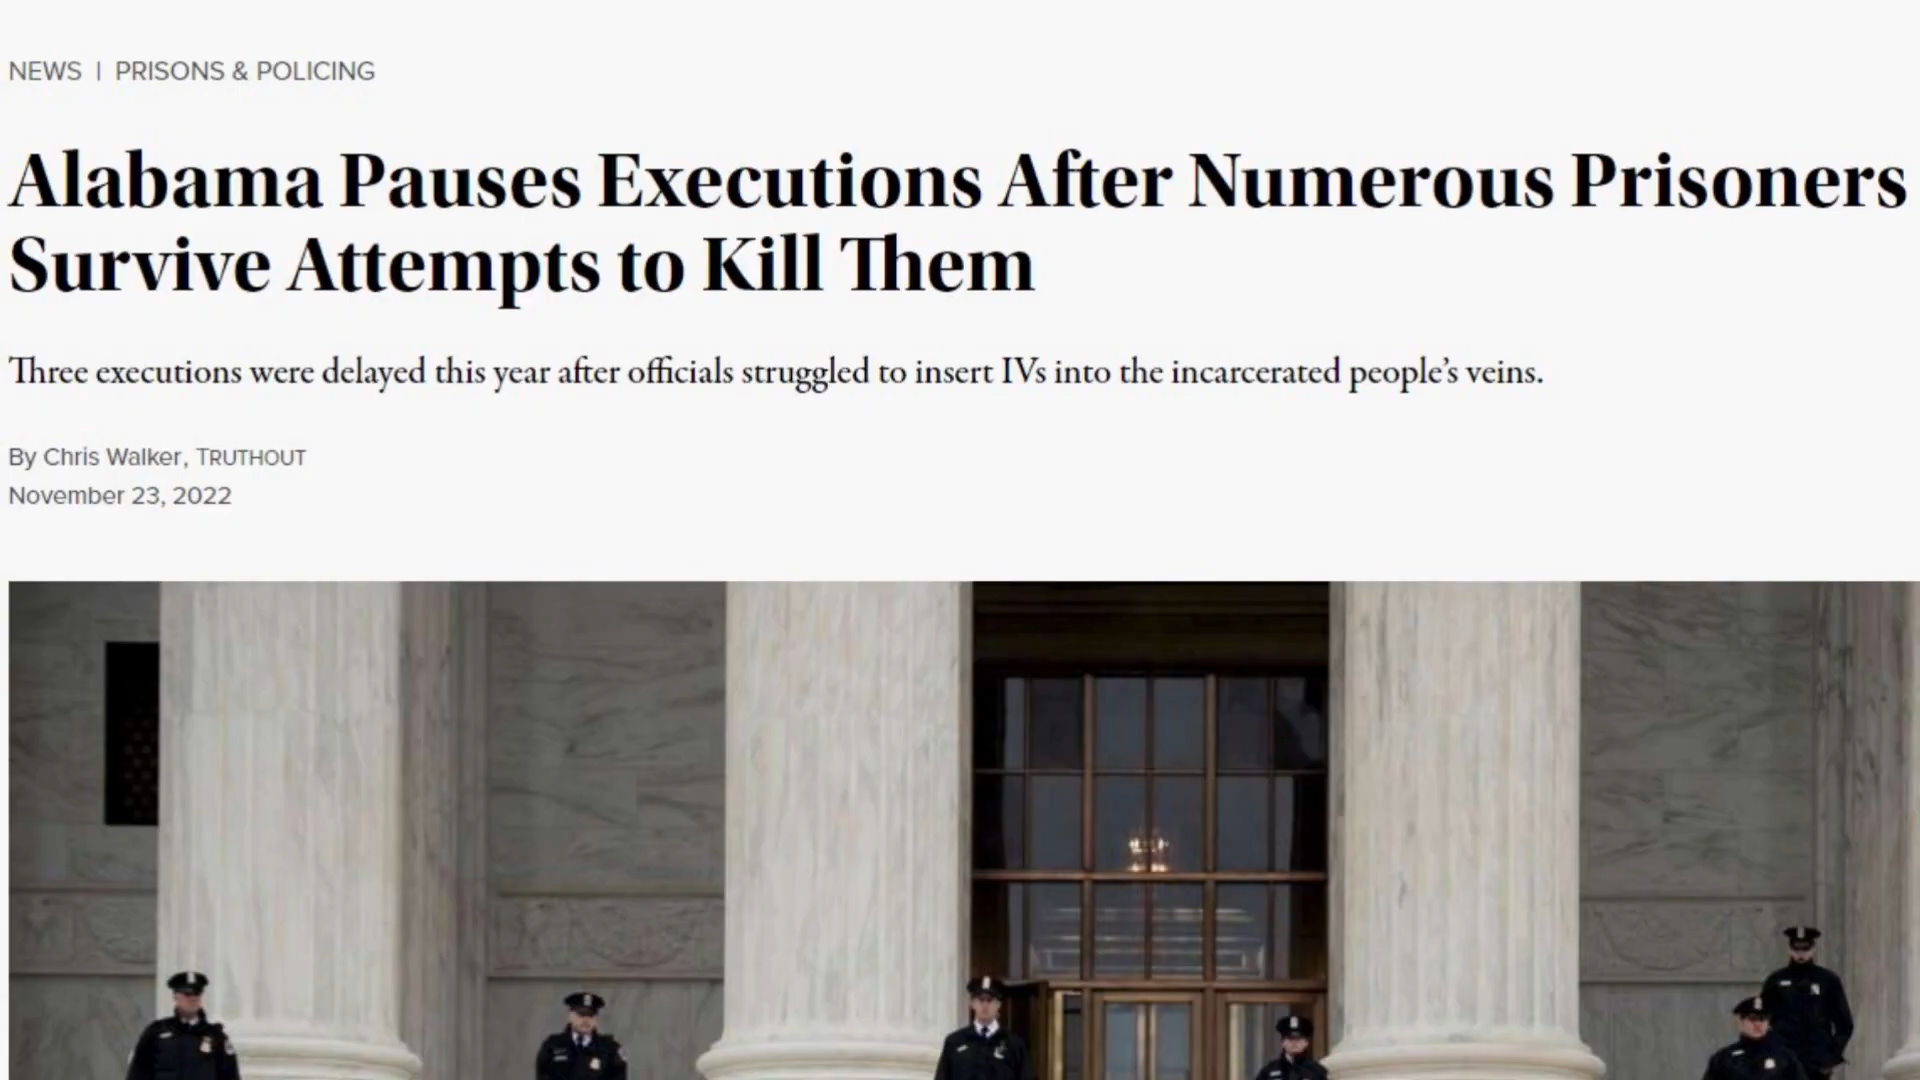 NEWS | PRISONS & POLICING
Alabama Pauses Executions After Numerous Prisoners
Survive Attempts to Kill Them
Three executions were delayed this year after officials struggled to insert IVs into the incarcerated people’s veins.
By Chris Walker, TRUTHOUT
November 23, 2022